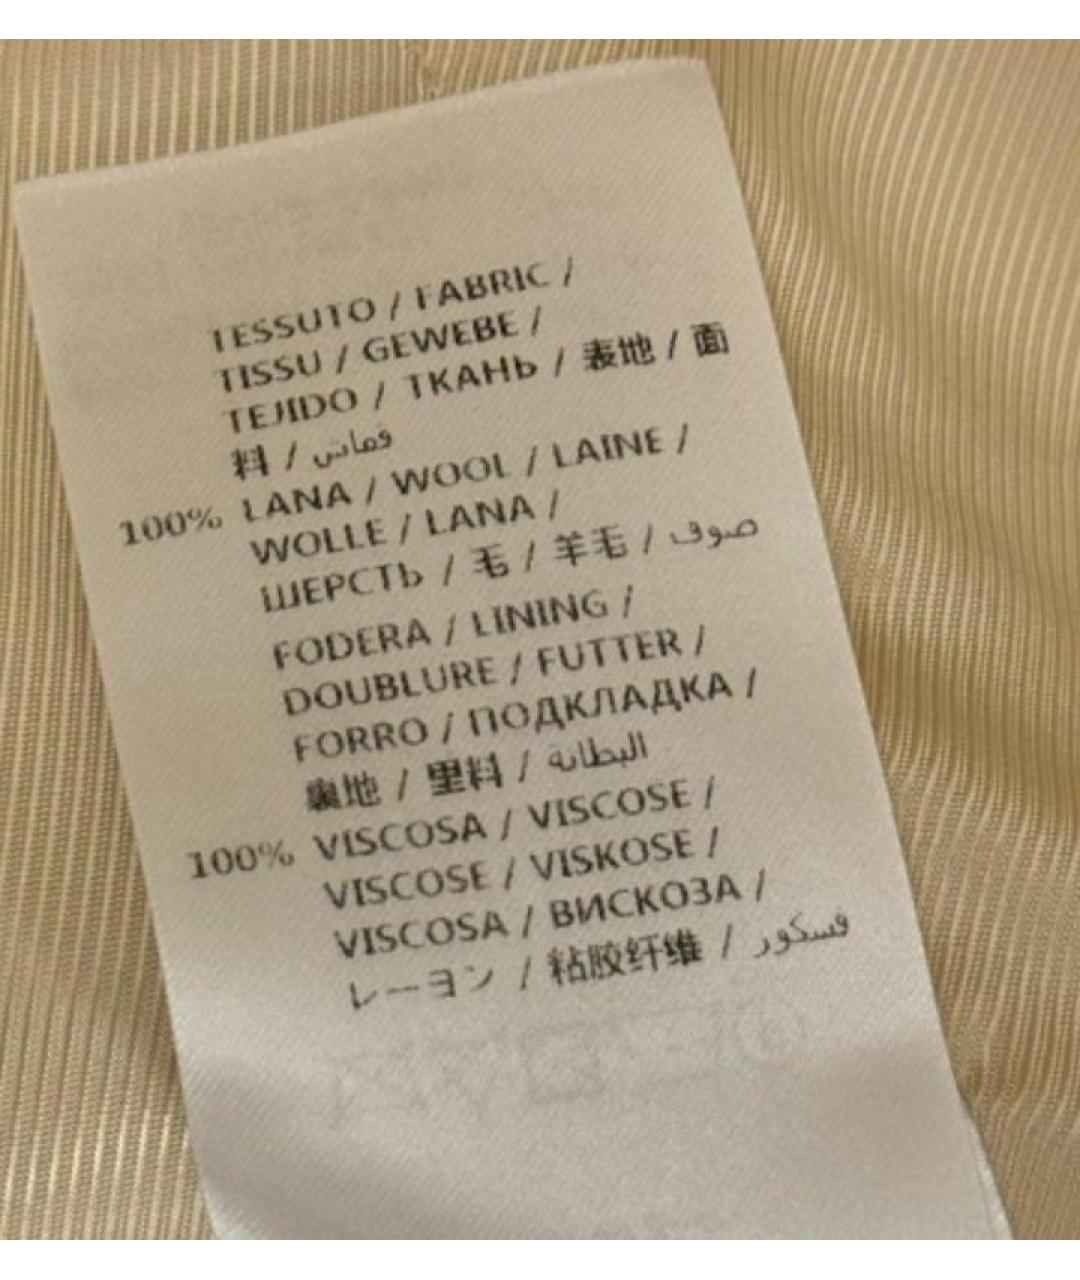 TESSUTO / FABRIC /
TISSU / GEWEBE /
TEJIDO / ТКАНЬ / 表地 / 面
料 / قماش
100% LANA / WOOL / LAINE /
WOLLE / LANA /
ШЕРСТЬ / 毛 / 羊毛 / صوف
FODERA / LINING /
DOUBLURE / FUTTER /
FORRO / ПОДКЛАДКА /
裏地 / 里料 / البطانة
100% VISCOSA / VISCOSE /
VISCOSE / VISKOSE /
VISCOSA / ВИСКОЗА /
レーヨン / 粘胶纤维 / فسكور